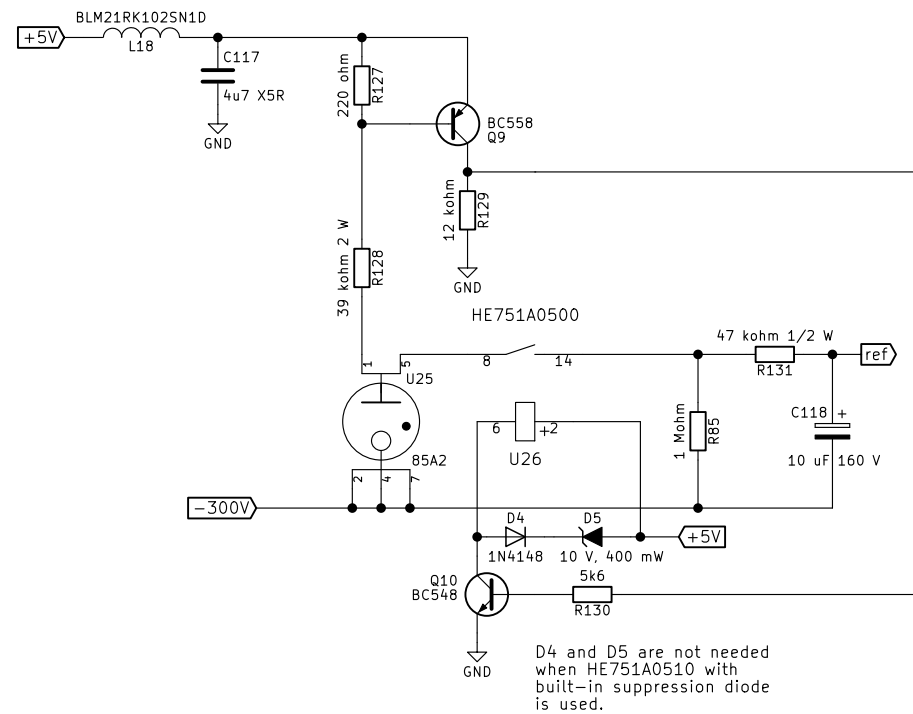 BLM21RK102SN1D
+5V
L18
C117
4u7 X5R
GND
220 ohm
R127
BC558
Q9
12 kohm
R129
GND
39 kohm 2 W
R128
HE751A0500
1
5
8
14
U25
47 kohm 1/2 W
R131
ref
C118
+
10 uF 160 V
1 Mohm
R85
6
+2
U26
85A2
2
4
7
-300V
D4
D5
+5V
1N4148
10 V, 400 mW
Q10
BC548
5k6
R130
GND
D4 and D5 are not needed
when HE751A0510 with
built-in suppression diode
is used.